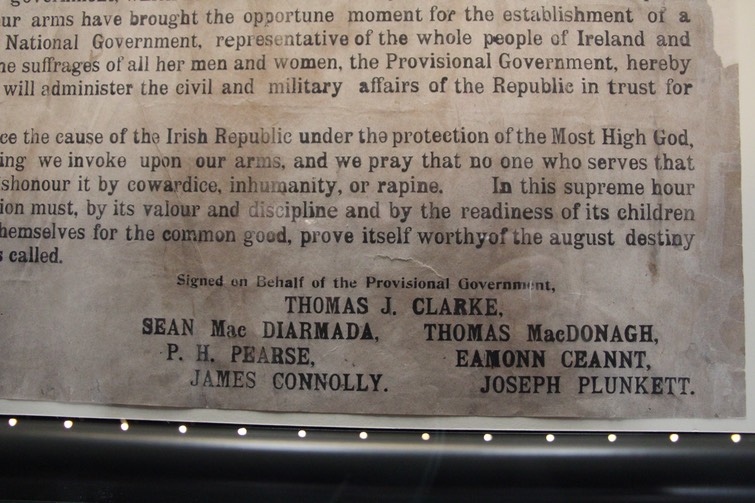 our arms have brought the opportune moment for the establishment of a
National Government, representative of the whole people of Ireland and
the suffrages of all her men and women, the Provisional Government, hereby
will administer the civil and military affairs of the Republic in trust for
ce the cause of the Irish Republic under the protection of the Most High God,
ing we invoke upon our arms, and we pray that no one who serves that
ishonour it by cowardice, inhumanity, or rapine. In this supreme hour
ion must, by its valour and discipline and by the readiness of its children
hemselves for the common good, prove itself worthyof the august destiny
s called.
Signed on Behalf of the Provisional Government,
THOMAS J. CLARKE,
SEAN Mac DIARMADA, THOMAS MacDONAGH,
P. H. PEARSE, EAMONN CEANNT,
JAMES CONNOLLY. JOSEPH PLUNKETT.